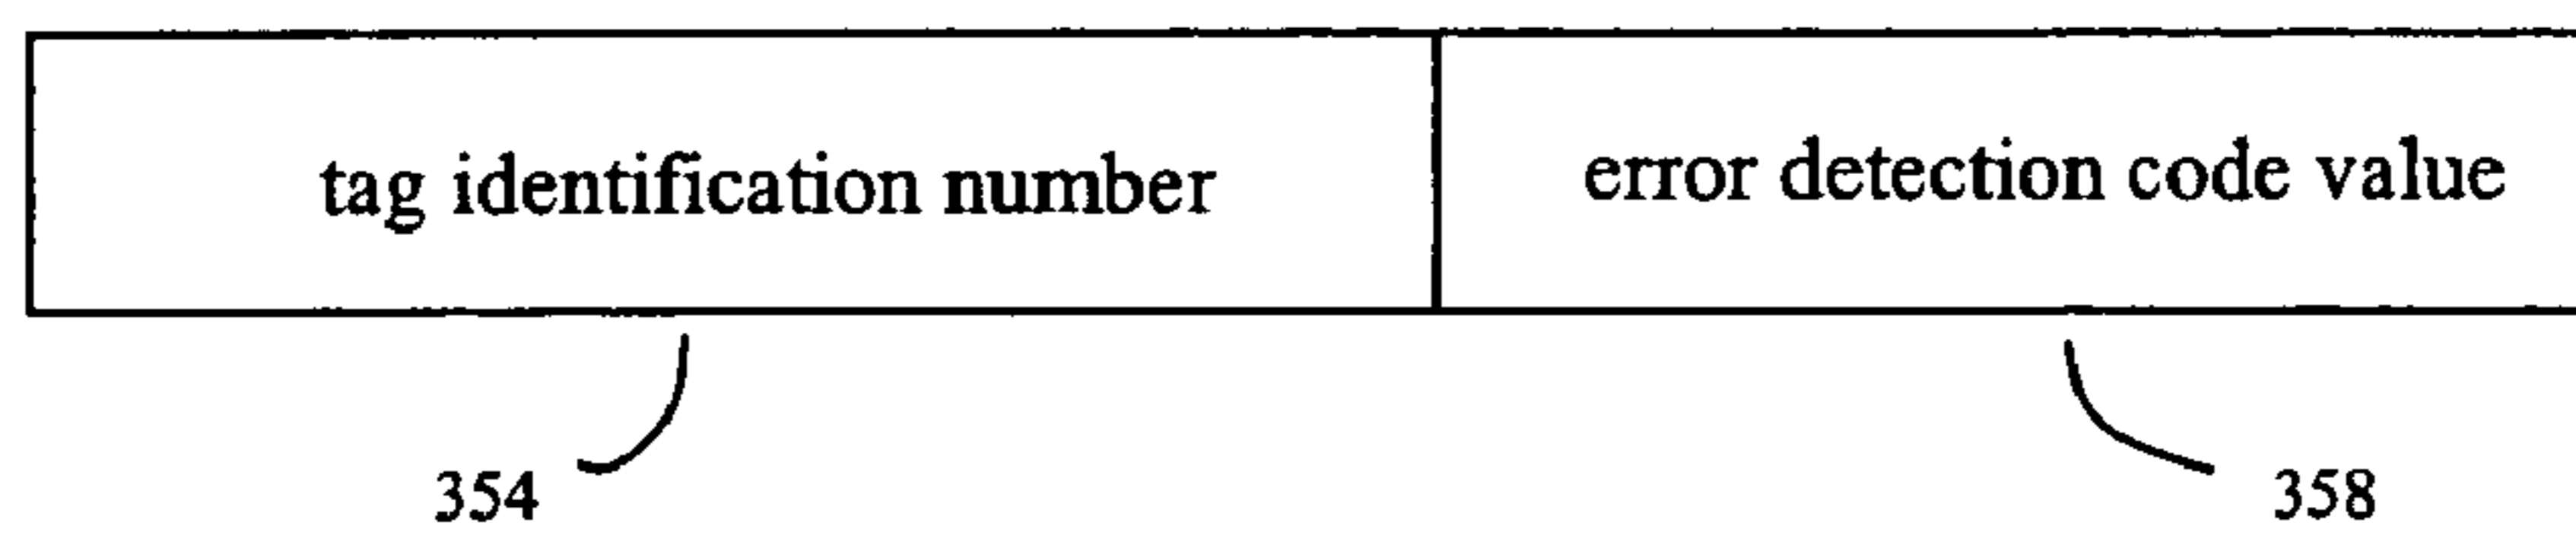 tag identification number
error detection code value
354
358